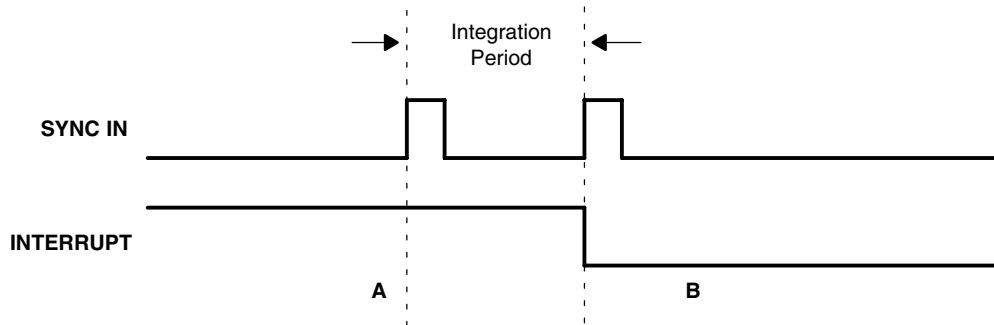 Integration
Period
SYNC IN
INTERRUPT
A
B